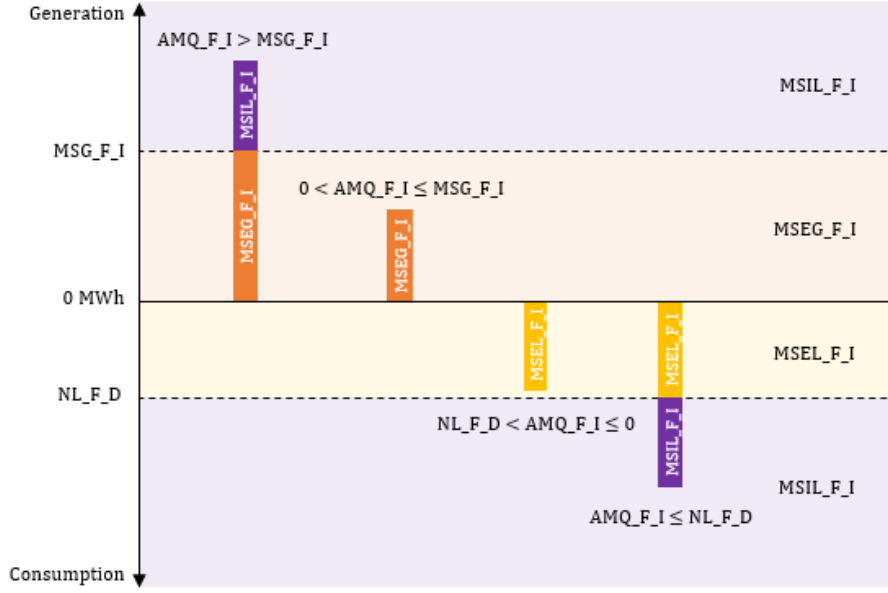 Generation
AMQ_F_I > MSG_F_I
MSIL_F_I
MSIL_F_I
MSG_F_I
0 < AMQ_F_I ≤ MSG_F_I
MSEG_F_I
MSEG_F_I
MSEG_F_I
0 MWh
MSEL_F_I
MSEL_F_I
MSEL_F_I
NL_F_D
NL_F_D < AMQ_F_I ≤ 0
MSIL_F_I
MSIL_F_I
AMQ_F_I ≤ NL_F_D
Consumption